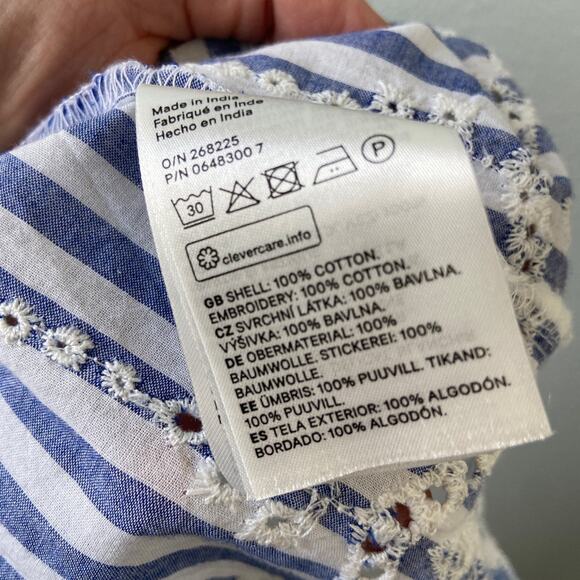 Made in India
Fabriqué en Inde
Hecho en India
O/N 268225
P/N 0648300 7
30
P
clevercare.info
GB SHELL: 100% COTTON.
EMBROIDERY: 100% COTTON.
CZ SVRCHNÍ LÁTKA: 100% BAVLNA.
VÝŠIVKA: 100% BAVLNA.
DE OBERMATERIAL: 100%
BAUMWOLLE. STICKEREI: 100%
BAUMWOLLE.
EE ÜMBRIS: 100% PUUVILL. TIKAND:
100% PUUVILL.
ES TELA EXTERIOR: 100% ALGODÓN.
BORDADO: 100% ALGODÓN.